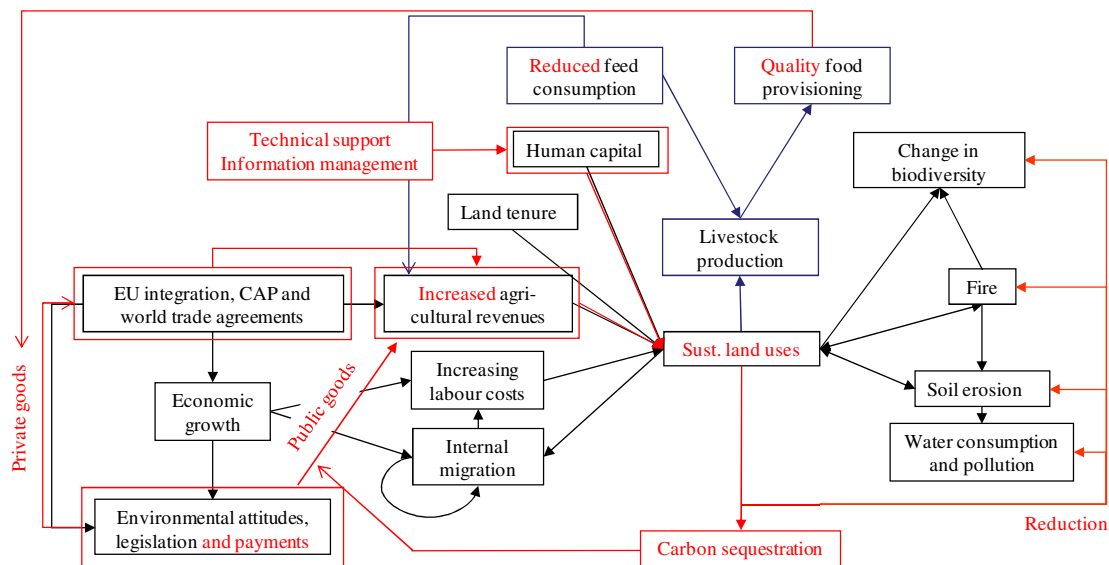 Reduced feed
consumption
Quality food
provisioning
Technical support
Information management
Human capital
Change in
biodiversity
Land tenure
Livestock
production
EU integration, CAP and
world trade agreements
Increased agri-
cultural revenues
Fire
Sust. land uses
Private goods
Public goods
Economic
growth
Increasing
labour costs
Soil erosion
Internal
migration
Water consumption
and pollution
Environmental attitudes,
legislation and payments
Carbon sequestration
Reduction